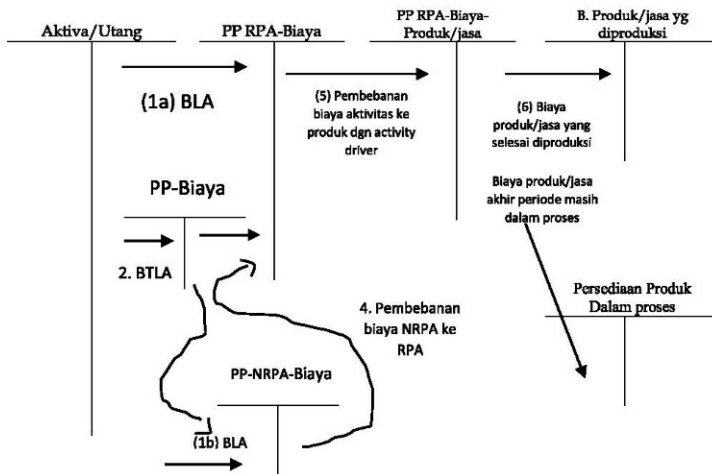 Aktiva/Utang
PP RPA-Biaya
PP RPA-Biaya-
Produk/jasa
B. Produk/jasa yg
diproduksi
(1a) BLA
(5) Pembebanan
biaya aktivitas ke
produk dgn activity
driver
(6) Biaya
produk/jasa yang
selesai diproduksi
PP-Biaya
Biaya produk/jasa
akhir periode masih
dalam proses
2. BTLA
4. Pembebanan
biaya NRPA ke
RPA
Persediaan Produk
Dalam proses
PP-NRPA-Biaya
(1b) BLA